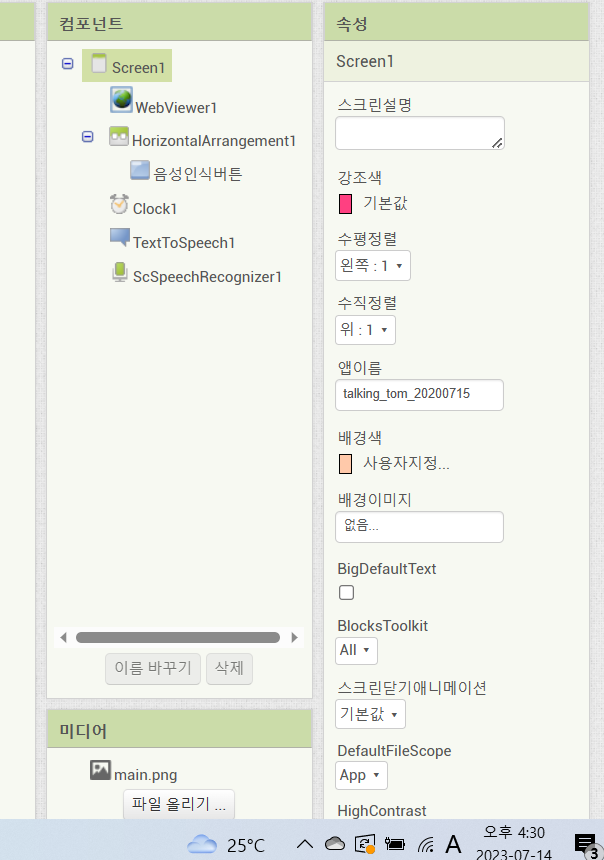 컴포넌트
Screen1
WebViewer1
HorizontalArrangement1
음성인식버튼
Clock1
TextToSpeech1
ScSpeechRecognizer1
이름 바꾸기
삭제
미디어
main.png
파일 올리기 ...
속성
Screen1
스크린설명
강조색
기본값
수평정렬
왼쪽 : 1
수직정렬
위 : 1
앱이름
talking_tom_20200715
배경색
사용자지정...
배경이미지
없음...
BigDefaultText
BlocksToolkit
All
스크린닫기애니메이션
기본값
DefaultFileScope
App
HighContrast
25°C
A
오후 4:30
2023-07-14
3